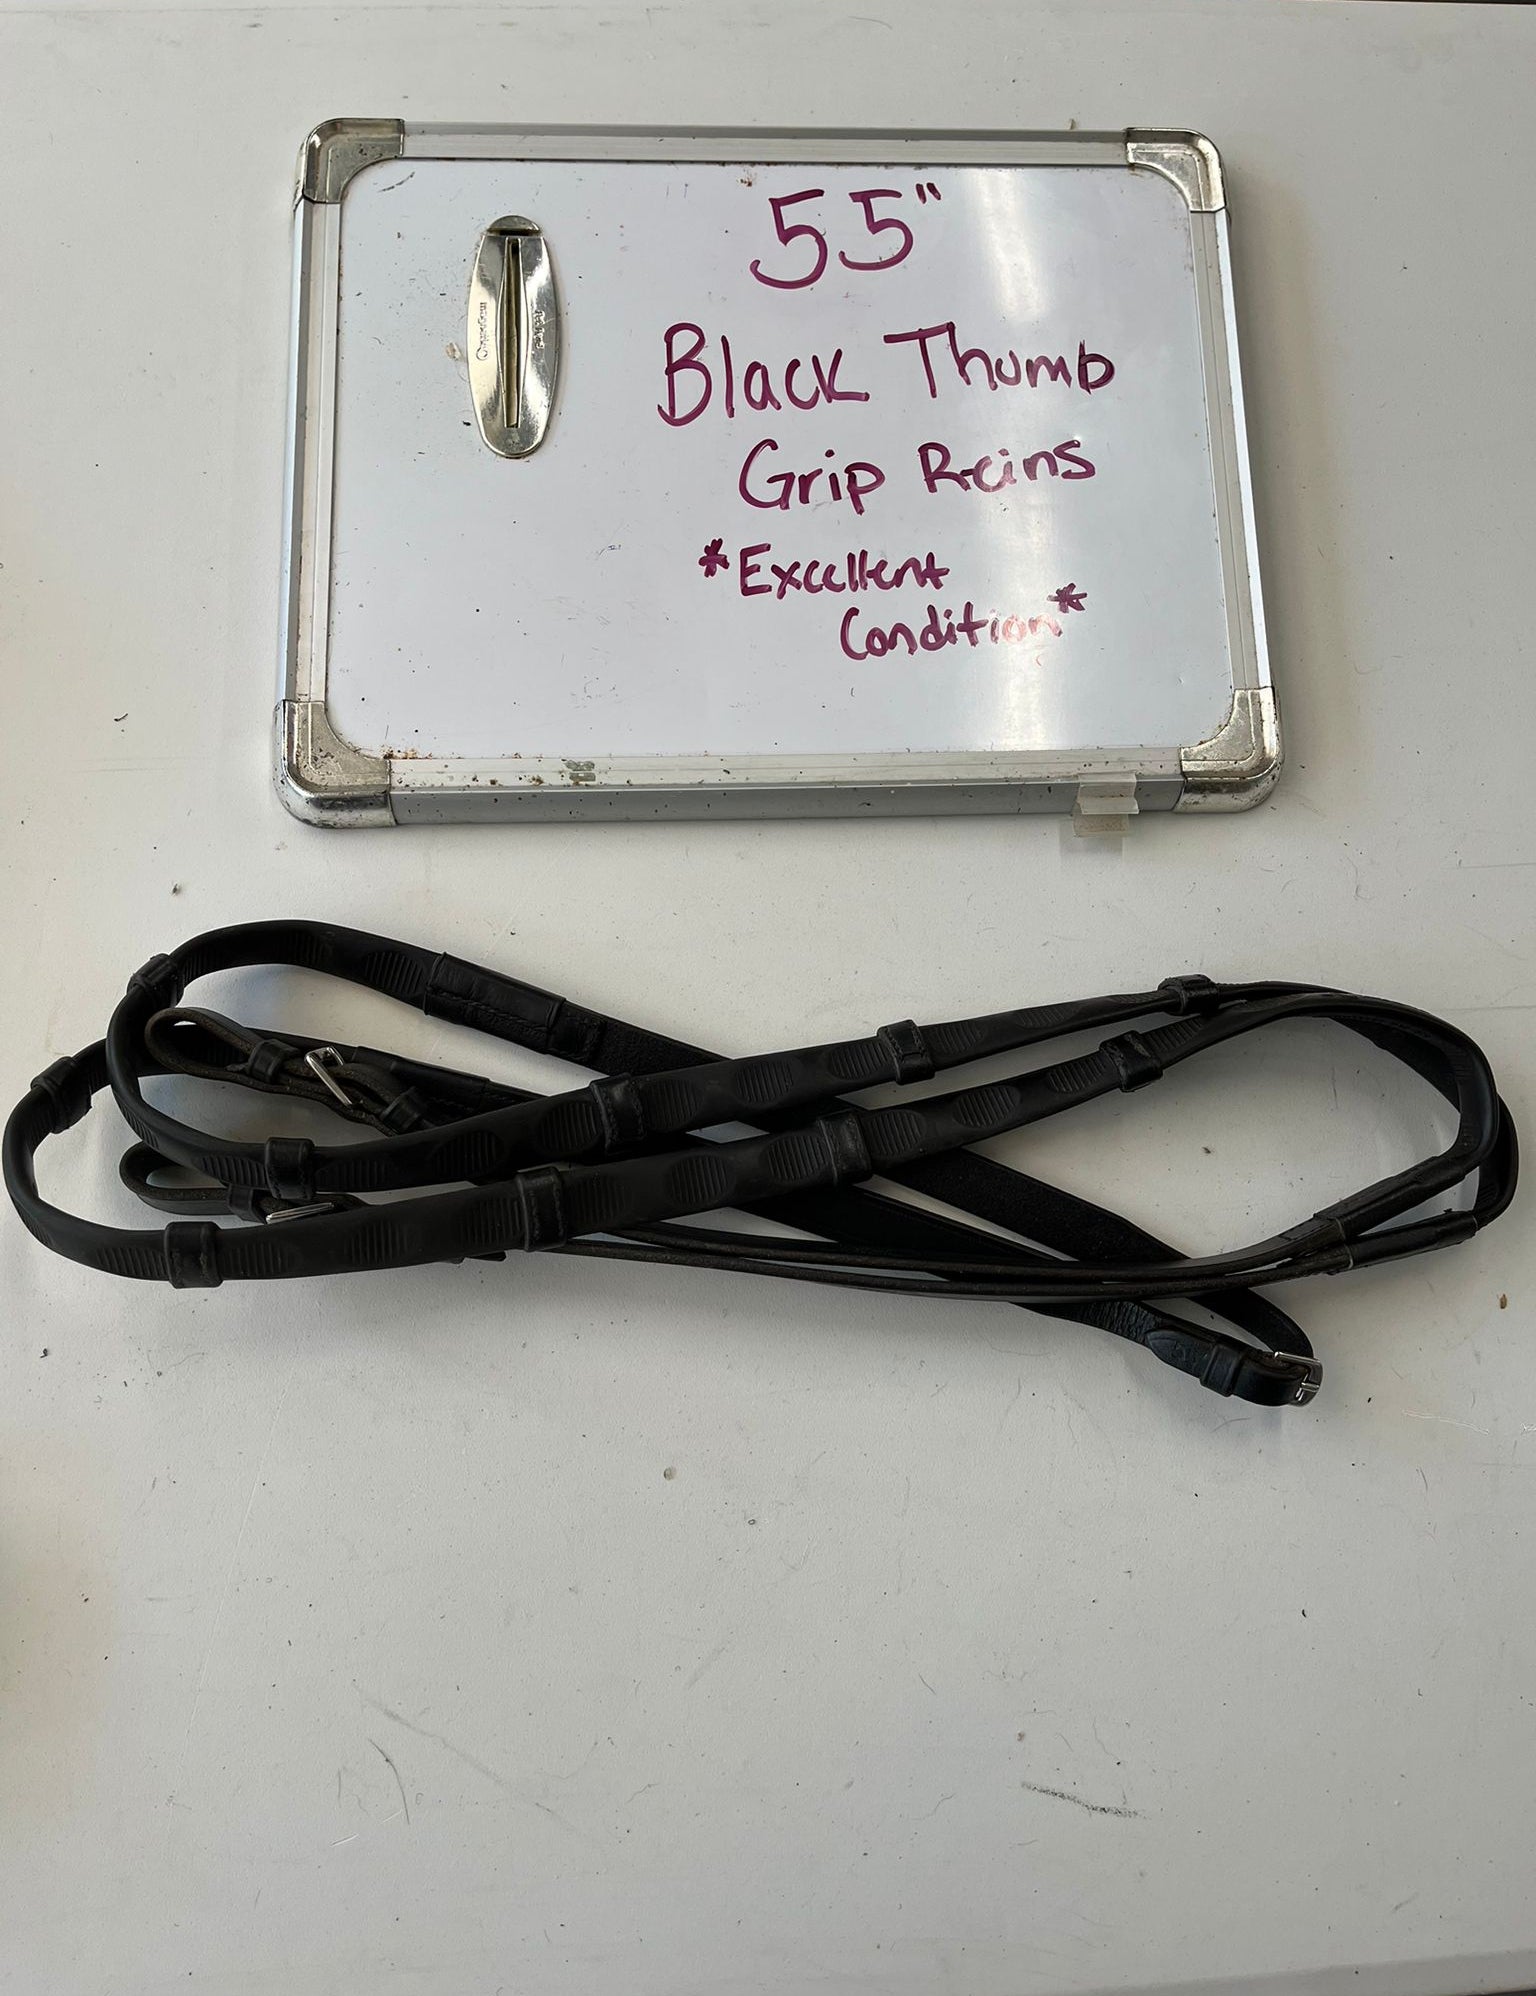 55"
Black Thumb
Grip Reins
*Excellent
Condition*